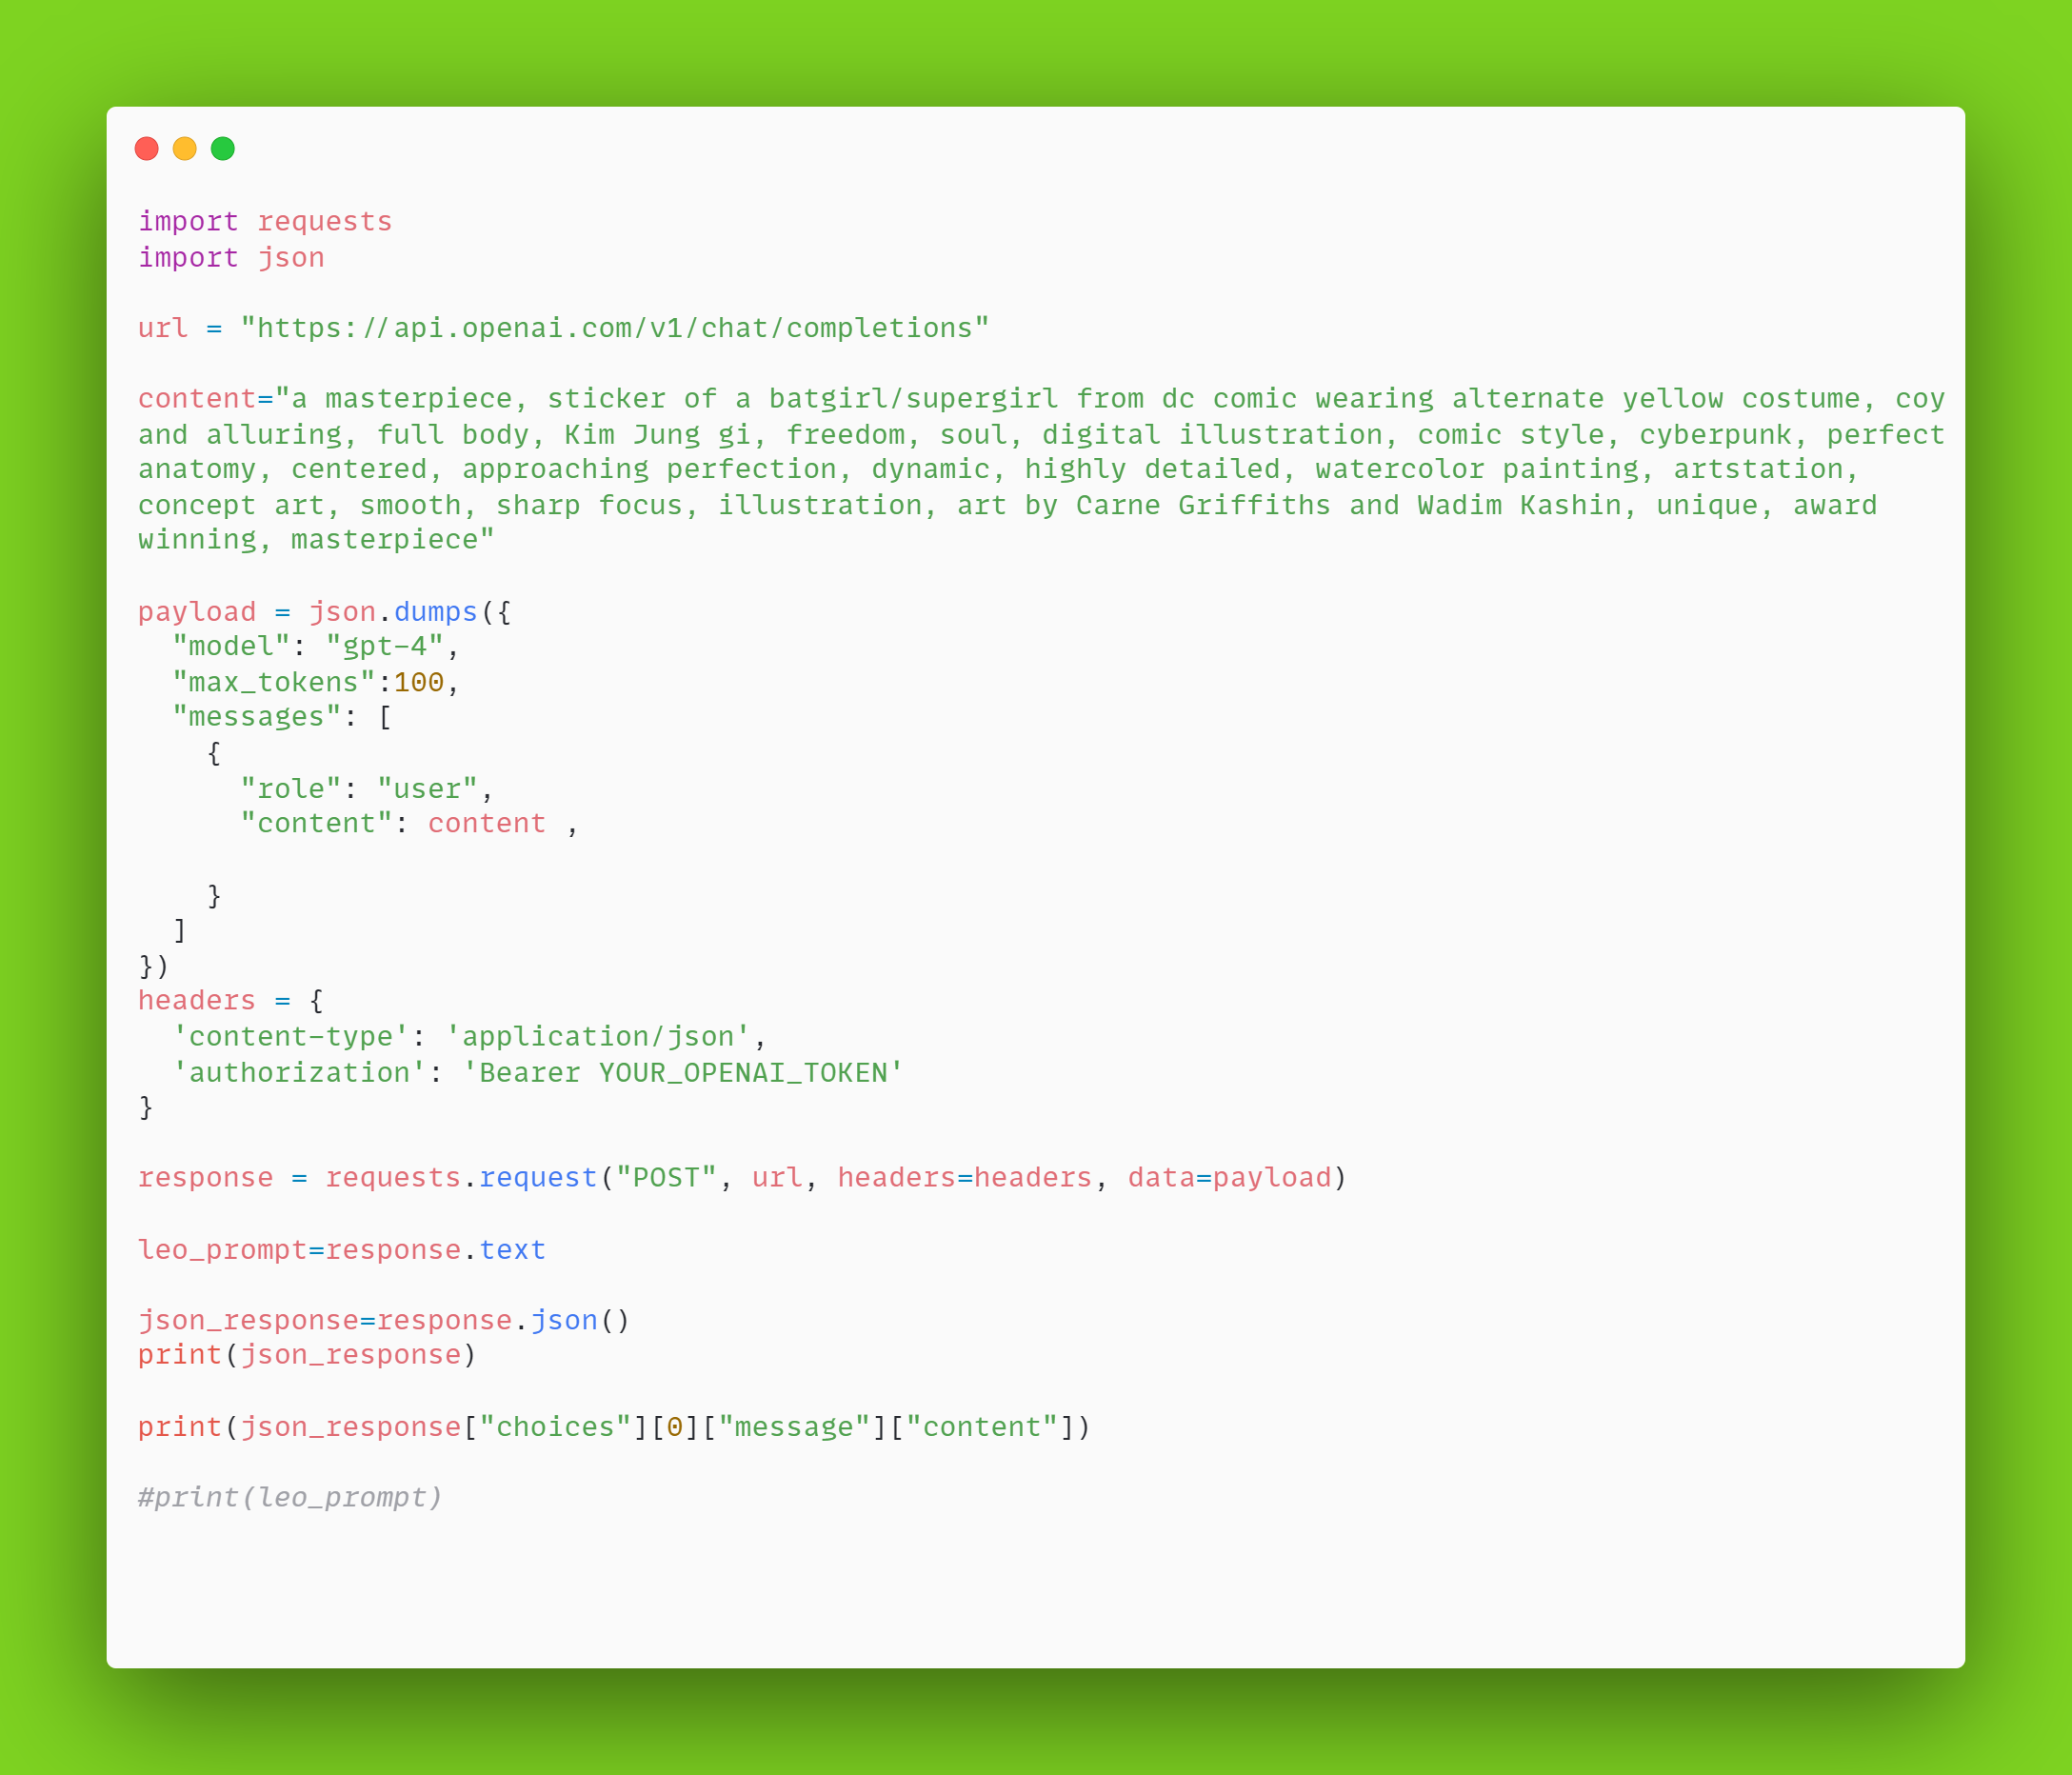 import requests
import json
url = "https://api.openai.com/v1/chat/completions"
content="a masterpiece, sticker of a batgirl/supergirl from dc comic wearing alternate yellow costume, coy
and alluring, full body, Kim Jung gi, freedom, soul, digital illustration, comic style, cyberpunk, perfect
anatomy, centered, approaching perfection, dynamic, highly detailed, watercolor painting, artstation,
concept art, smooth, sharp focus, illustration, art by Carne Griffiths and Wadim Kashin, unique, award
winning, masterpiece"
payload = json.dumps({
  "model": "gpt-4",
  "max_tokens":100,
  "messages": [
    {
      "role": "user",
      "content": content ,
    }
  ]
})
headers = {
  'content-type': 'application/json',
  'authorization': 'Bearer YOUR_OPENAI_TOKEN'
}
response = requests.request("POST", url, headers=headers, data=payload)
leo_prompt=response.text
json_response=response.json()
print(json_response)
print(json_response["choices"][0]["message"]["content"])
#print(leo_prompt)